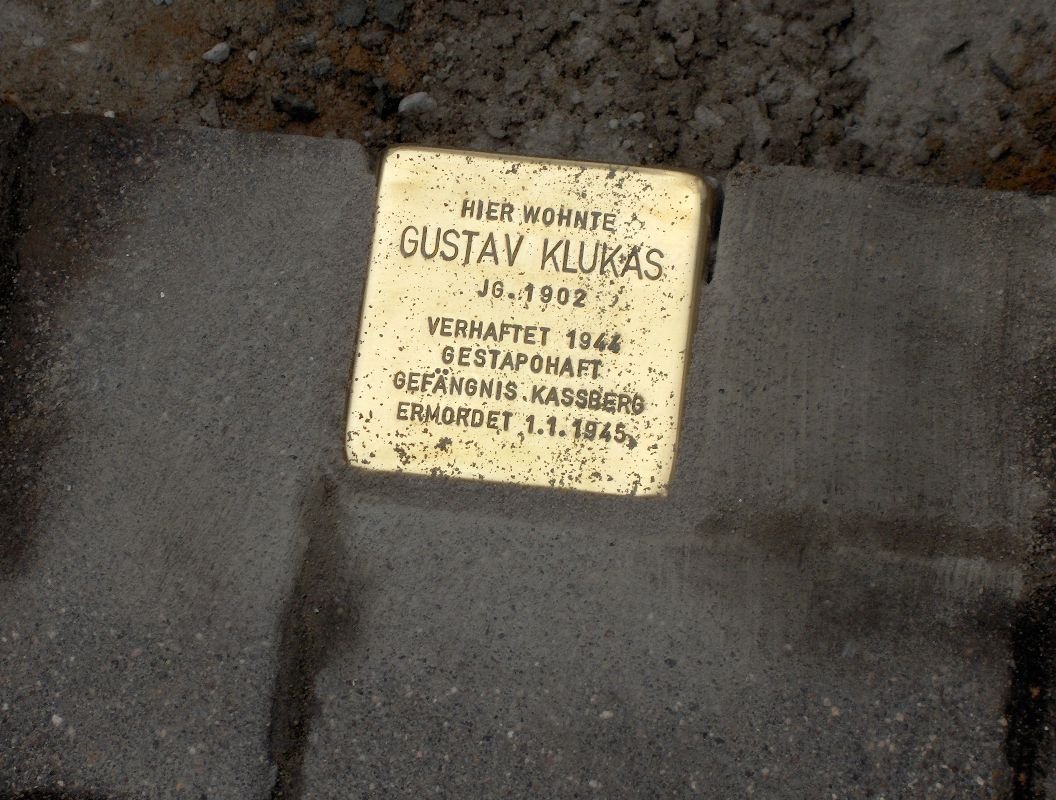 HIER WOHNTE
GUSTAV KLUKAS
JG. 1902
VERHAFTET 1944
GESTAPOHAFT
GEFÄNGNIS KASSBERG
ERMORDET 1.1.1945